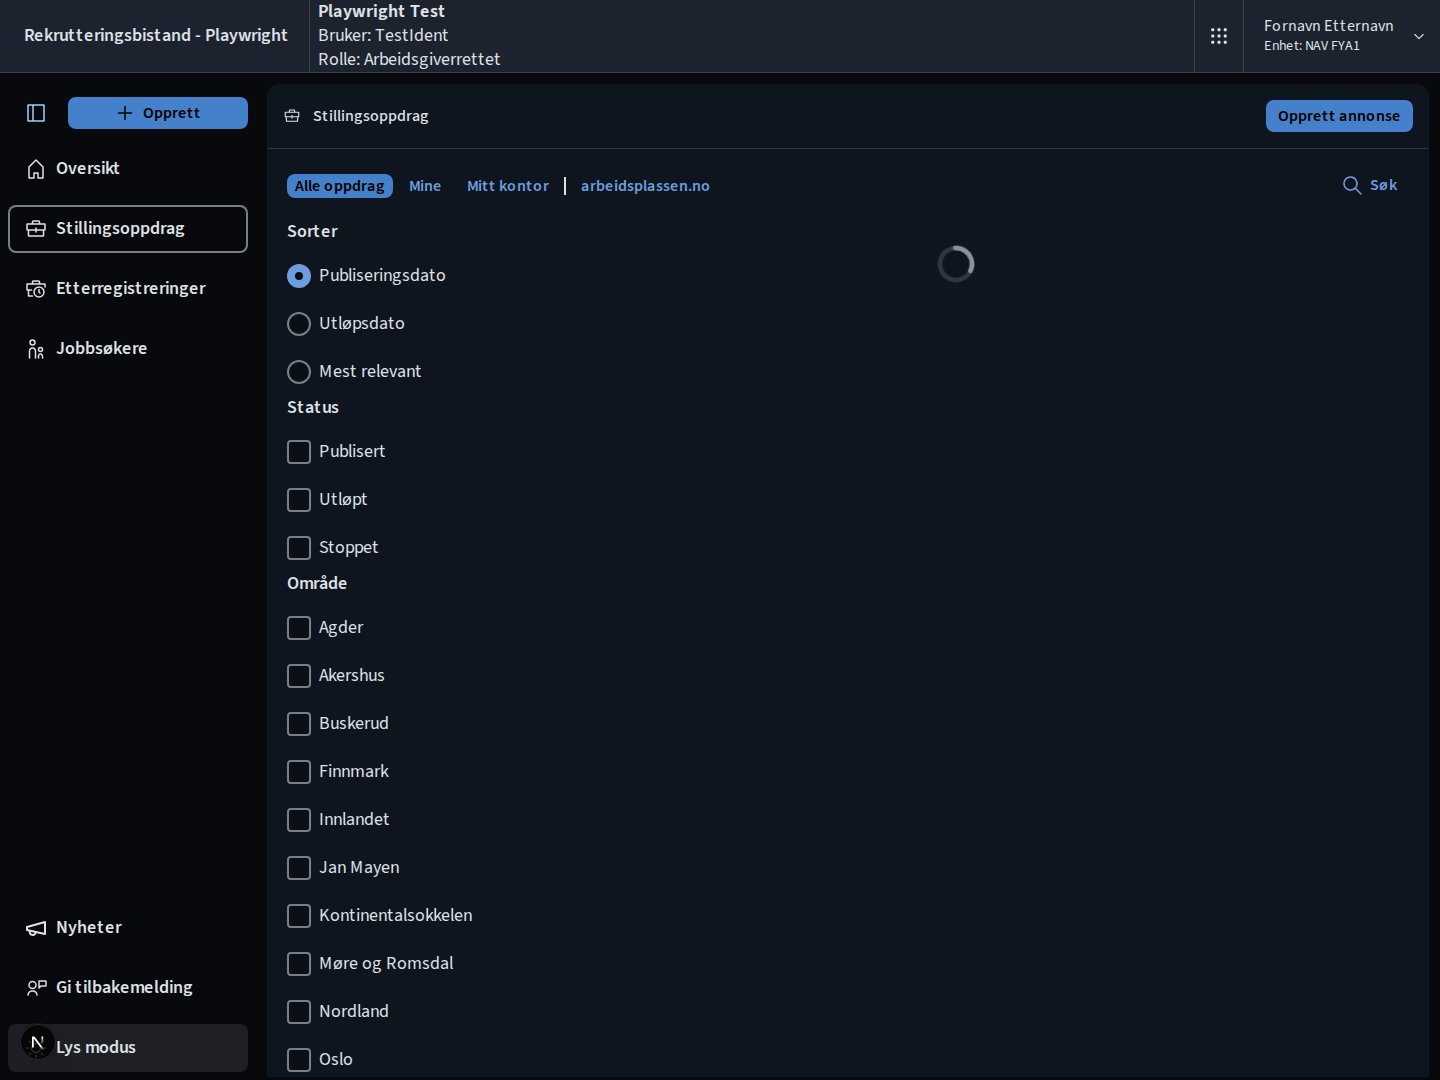 Rekrutteringsbistand - Playwright
Playwright Test
Bruker: TestIdent
Rolle: Arbeidsgiverrettet
Fornavn Etternavn
Enhet: NAV FYA1
Opprett
Oversikt
Stillingsoppdrag
Etterregistreringer
Jobbsøkere
Nyheter
Gi tilbakemelding
N
Lys modus
Stillingsoppdrag
Opprett annonse
Alle oppdrag
Mine
Mitt kontor
arbeidsplassen.no
Søk
Sorter
Publiseringsdato
Utløpsdato
Mest relevant
Status
Publisert
Utløpt
Stoppet
Område
Agder
Akershus
Buskerud
Finnmark
Innlandet
Jan Mayen
Kontinentalsokkelen
Møre og Romsdal
Nordland
Oslo